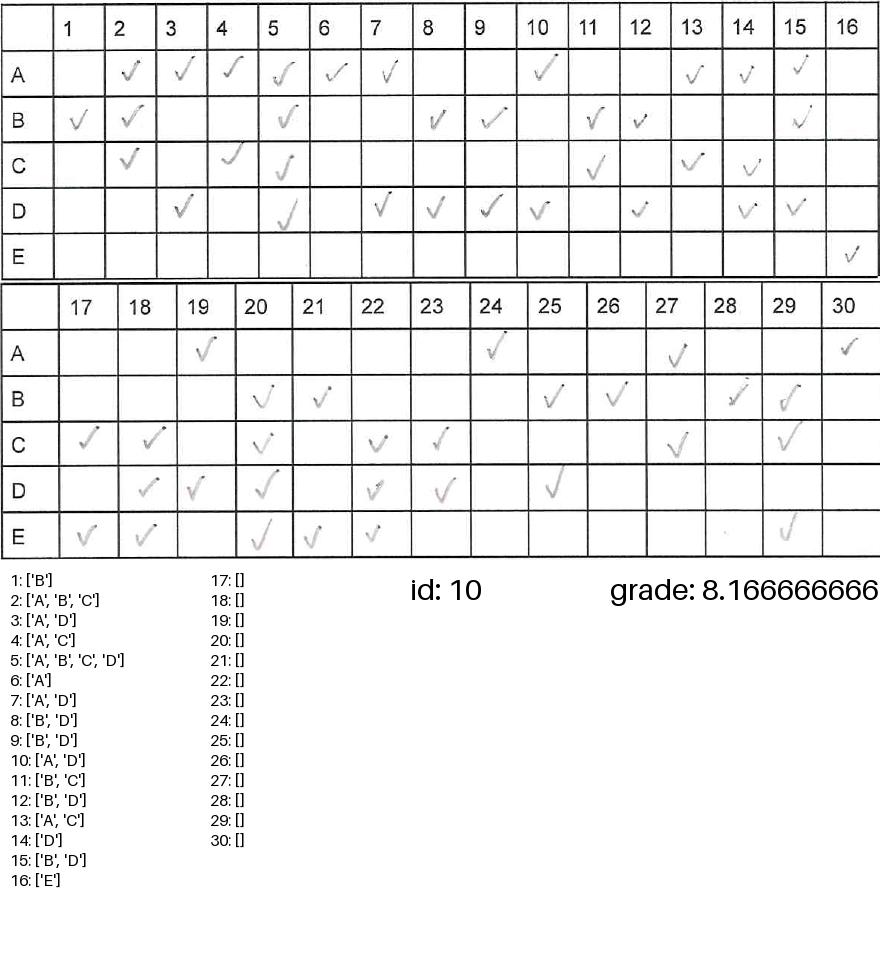 1 2 3 4 5 6 7 8 9 10 11 12 13 14 15 16
A ✓ ✓ ✓ ✓ ✓ ✓ ✓ ✓ ✓ ✓
B ✓ ✓ ✓ ✓ ✓ ✓ ✓ ✓
C ✓ ✓ ✓ ✓ ✓ ✓
D ✓ ✓ ✓ ✓ ✓ ✓ ✓ ✓ ✓
E ✓
17 18 19 20 21 22 23 24 25 26 27 28 29 30
A ✓ ✓ ✓ ✓
B ✓ ✓ ✓ ✓ ✓ ✓
C ✓ ✓ ✓ ✓ ✓ ✓ ✓
D ✓ ✓ ✓ ✓ ✓ ✓
E ✓ ✓ ✓ ✓ ✓ ✓
1: ['B']
2: ['A', 'B', 'C']
3: ['A', 'D']
4: ['A', 'C']
5: ['A', 'B', 'C', 'D']
6: ['A']
7: ['A', 'D']
8: ['B', 'D']
9: ['B', 'D']
10: ['A', 'D']
11: ['B', 'C']
12: ['B', 'D']
13: ['A', 'C']
14: ['D']
15: ['B', 'D']
16: ['E']
17: []
18: []
19: []
20: []
21: []
22: []
23: []
24: []
25: []
26: []
27: []
28: []
29: []
30: []
id: 10
grade: 8.166666666